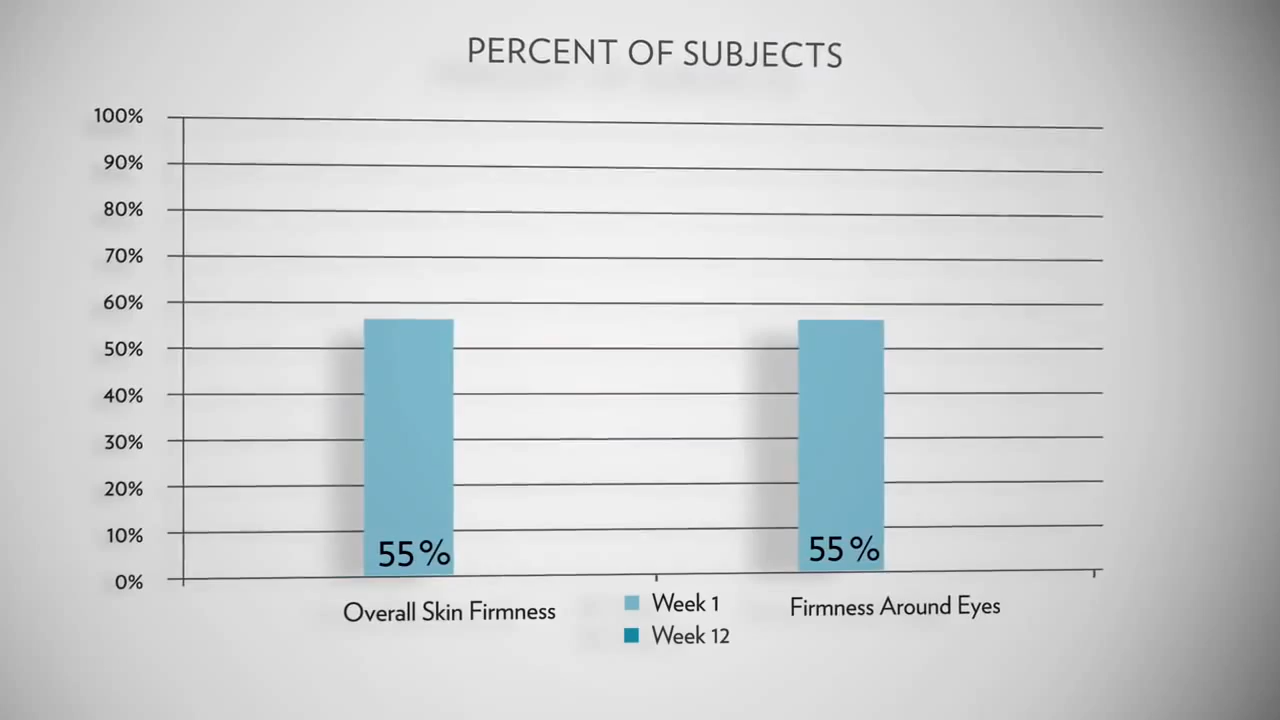 PERCENT OF SUBJECTS
100%
90%
80%
70%
60%
50%
40%
30%
20%
10%
0%
55%
55%
Overall Skin Firmness
Firmness Around Eyes
Week 1
Week 12